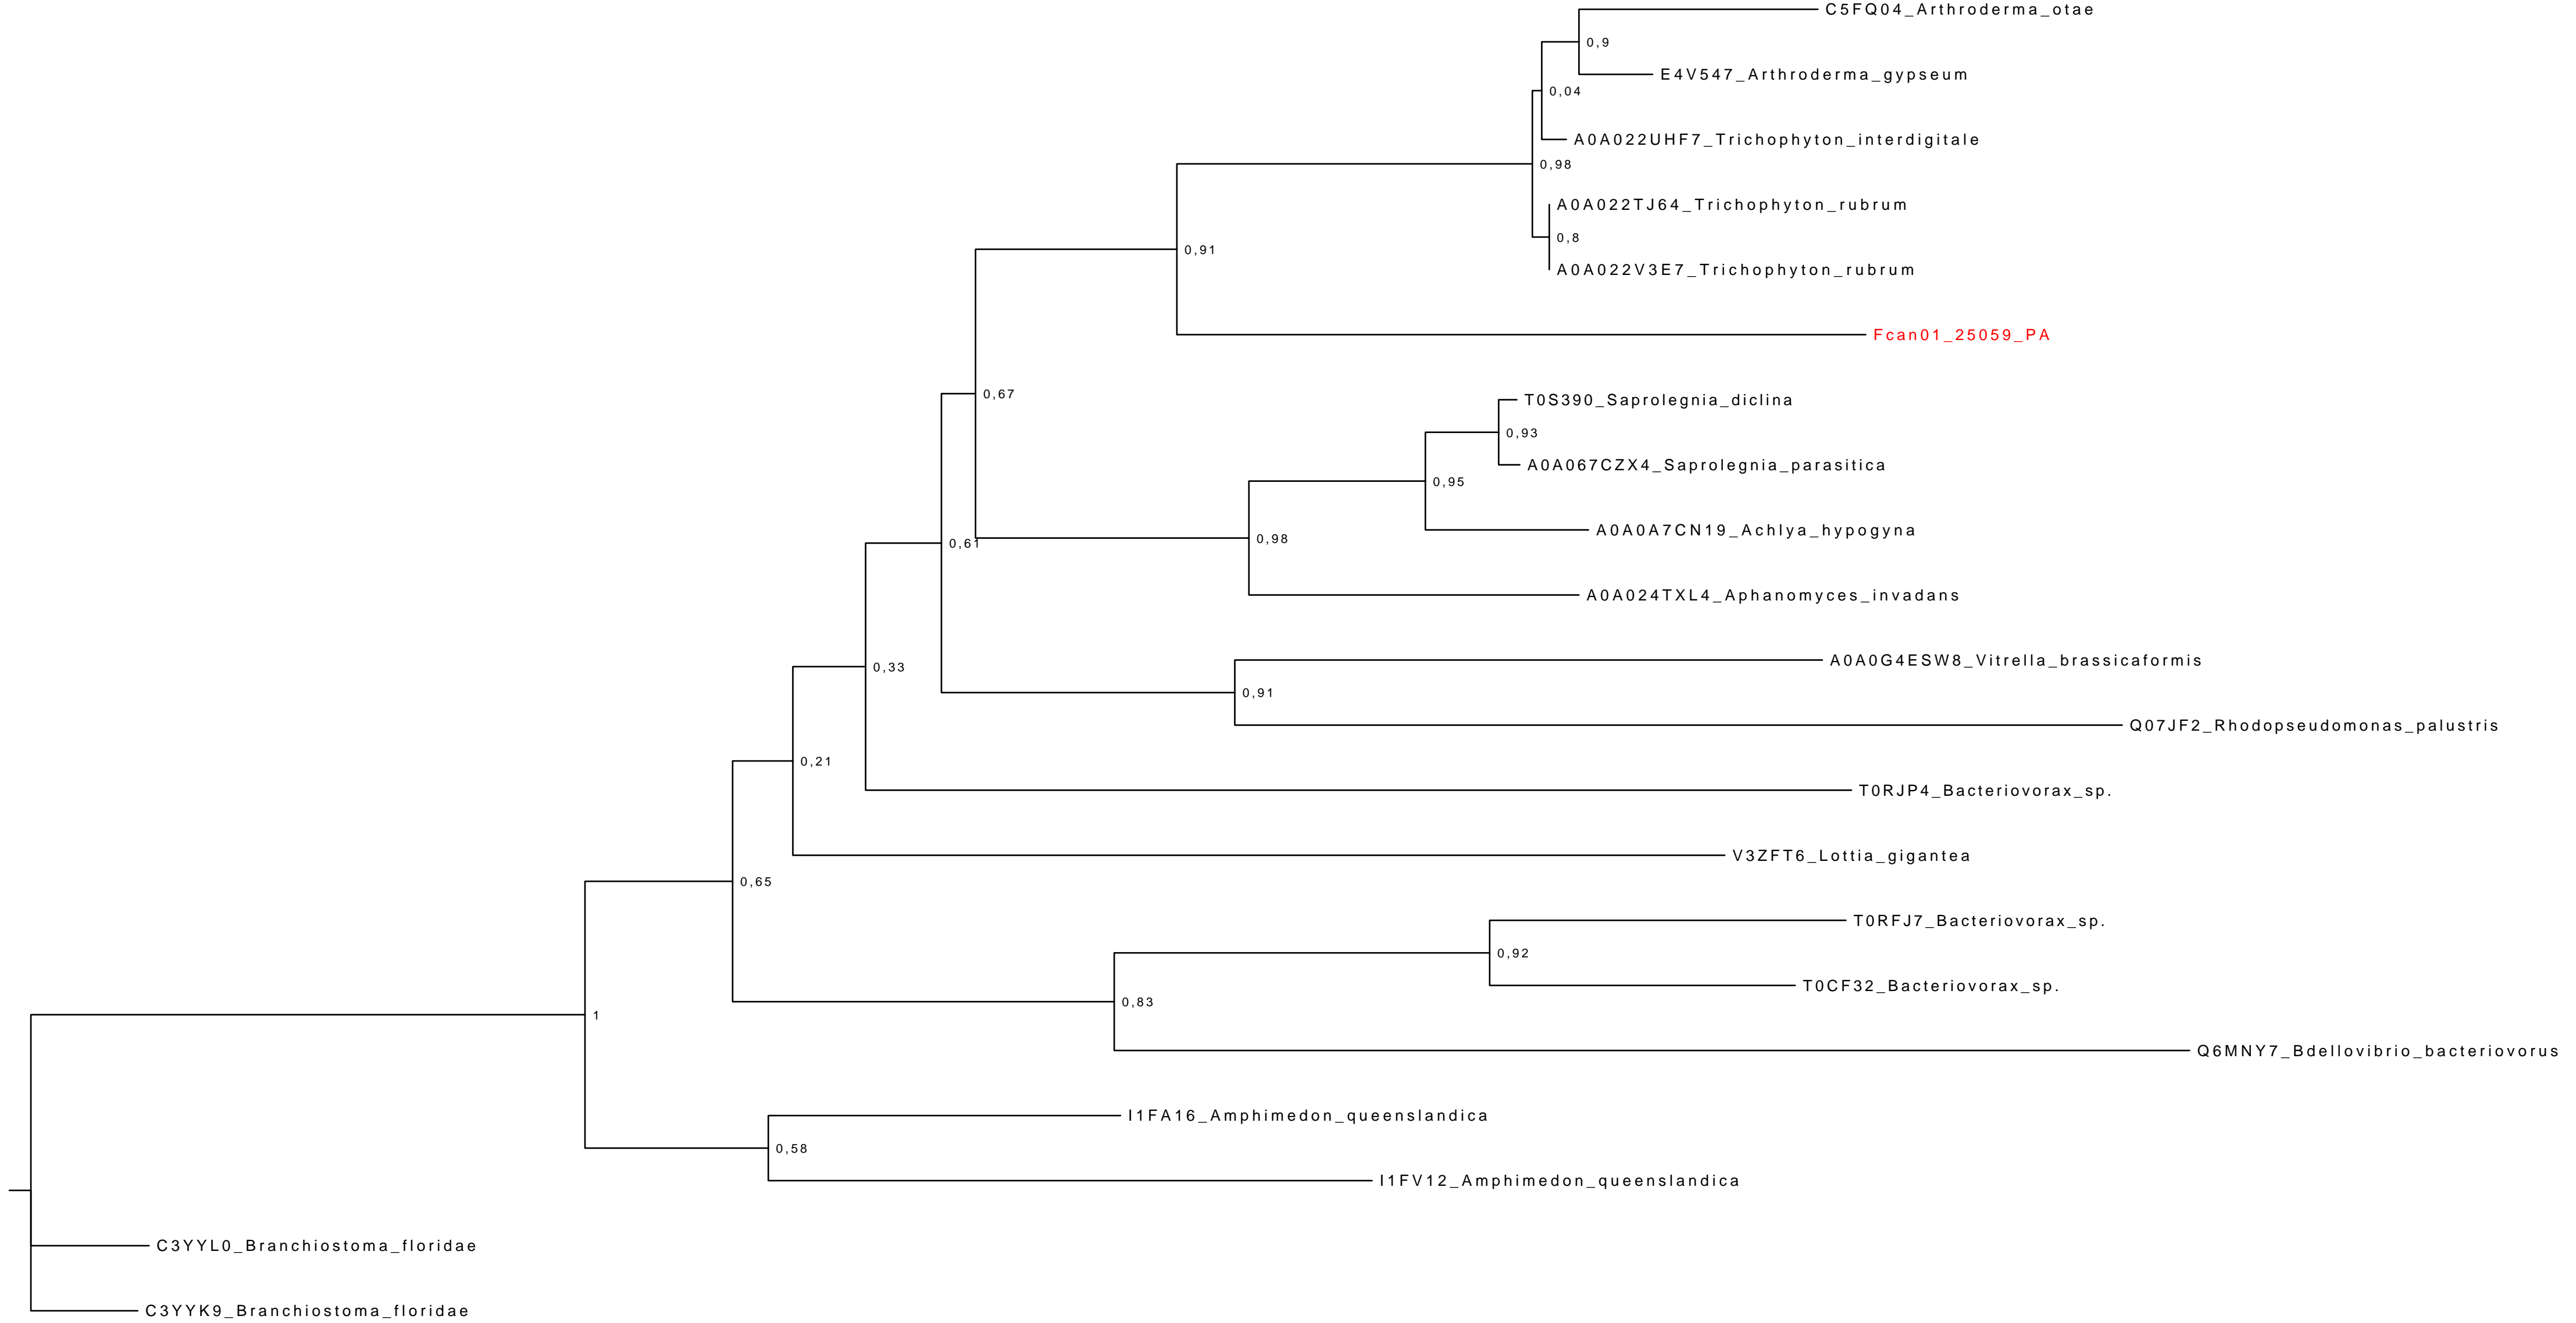 C5FQ04_Arthroderma_otae
0,9
E4V547_Arthroderma_gypseum
0,04
A0A022UHF7_Trichophyton_interdigitale
0,98
A0A022TJ64_Trichophyton_rubrum
0,8
0,91
A0A022V3E7_Trichophyton_rubrum
Fcan01_25059_PA
0,67
T0S390_Saprolegnia_diclina
0,93
A0A067CZX4_Saprolegnia_parasitica
0,95
A0A0A7CN19_Achlya_hypogyna
0,61
0,98
A0A024TXL4_Aphanomyces_invadans
A0A0G4ESW8_Vitrella_brassicaformis
0,33
0,91
Q07JF2_Rhodopseudomonas_palustris
0,21
T0RJP4_Bacteriovorax_sp.
V3ZFT6_Lottia_gigantea
0,65
T0RFJ7_Bacteriovorax_sp.
0,92
T0CF32_Bacteriovorax_sp.
0,83
1
Q6MNY7_Bdellovibrio_bacteriovorus
I1FA16_Amphimedon_queenslandica
0,58
I1FV12_Amphimedon_queenslandica
C3YYL0_Branchiostoma_floridae
C3YYK9_Branchiostoma_floridae